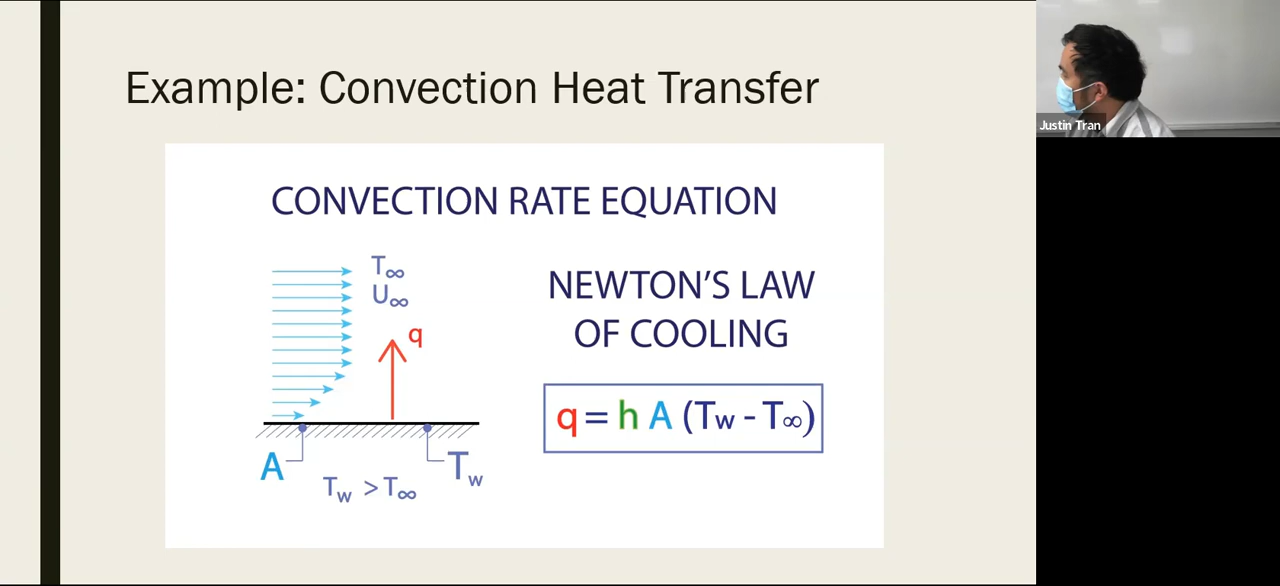 Example: Convection Heat Transfer
Justin Tran
CONVECTION RATE EQUATION
T∞
U∞
q
NEWTON'S LAW
OF COOLING
q = h A (Tw - T∞)
A
Tw
Tw > T∞